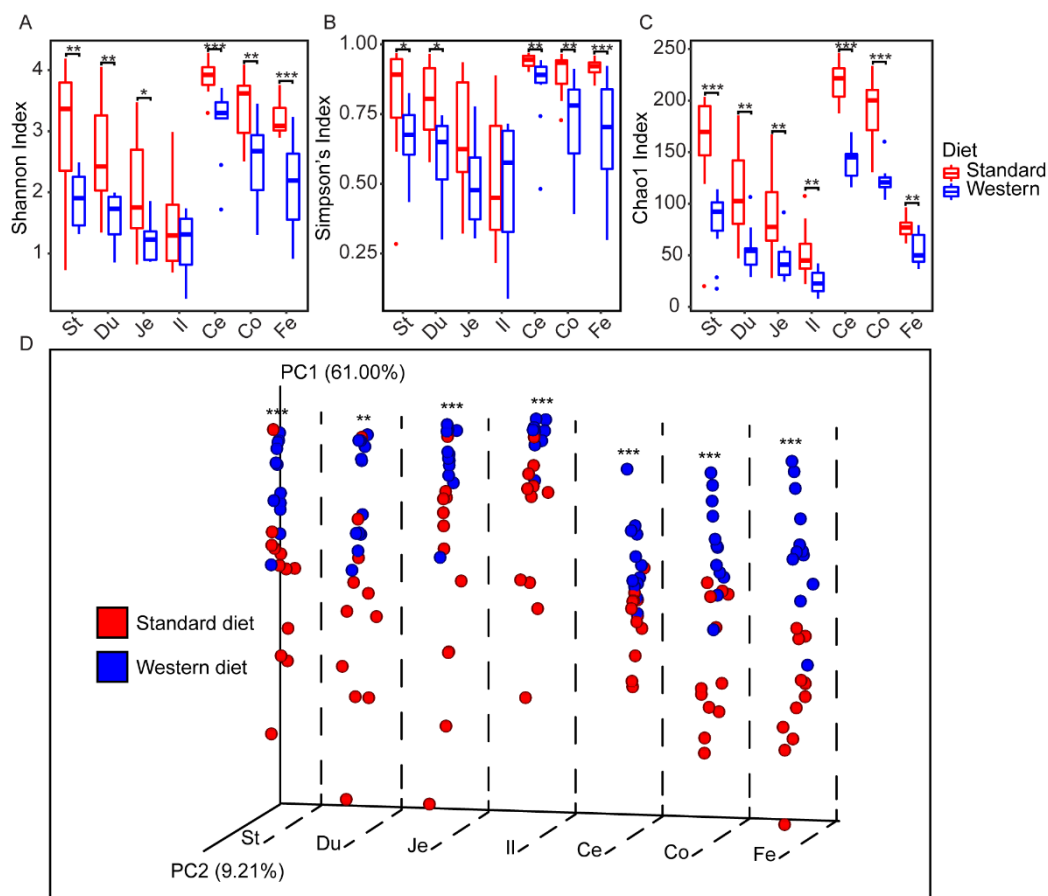 A
Shannon Index
4
3
2
1
** ** * *** ** ***
St Du Je Il Ce Co Fe
B
Simpson's Index
1.00
0.75
0.50
0.25
* * ** ** ***
St Du Je Il Ce Co Fe
C
Chao1 Index
250
200
150
100
50
0
*** ** ** ** *** *** **
St Du Je Il Ce Co Fe
Diet
Standard
Western
D
PC1 (61.00%)
*** ** *** *** *** *** ***
Standard diet
Western diet
St Du Je Il Ce Co Fe
PC2 (9.21%)